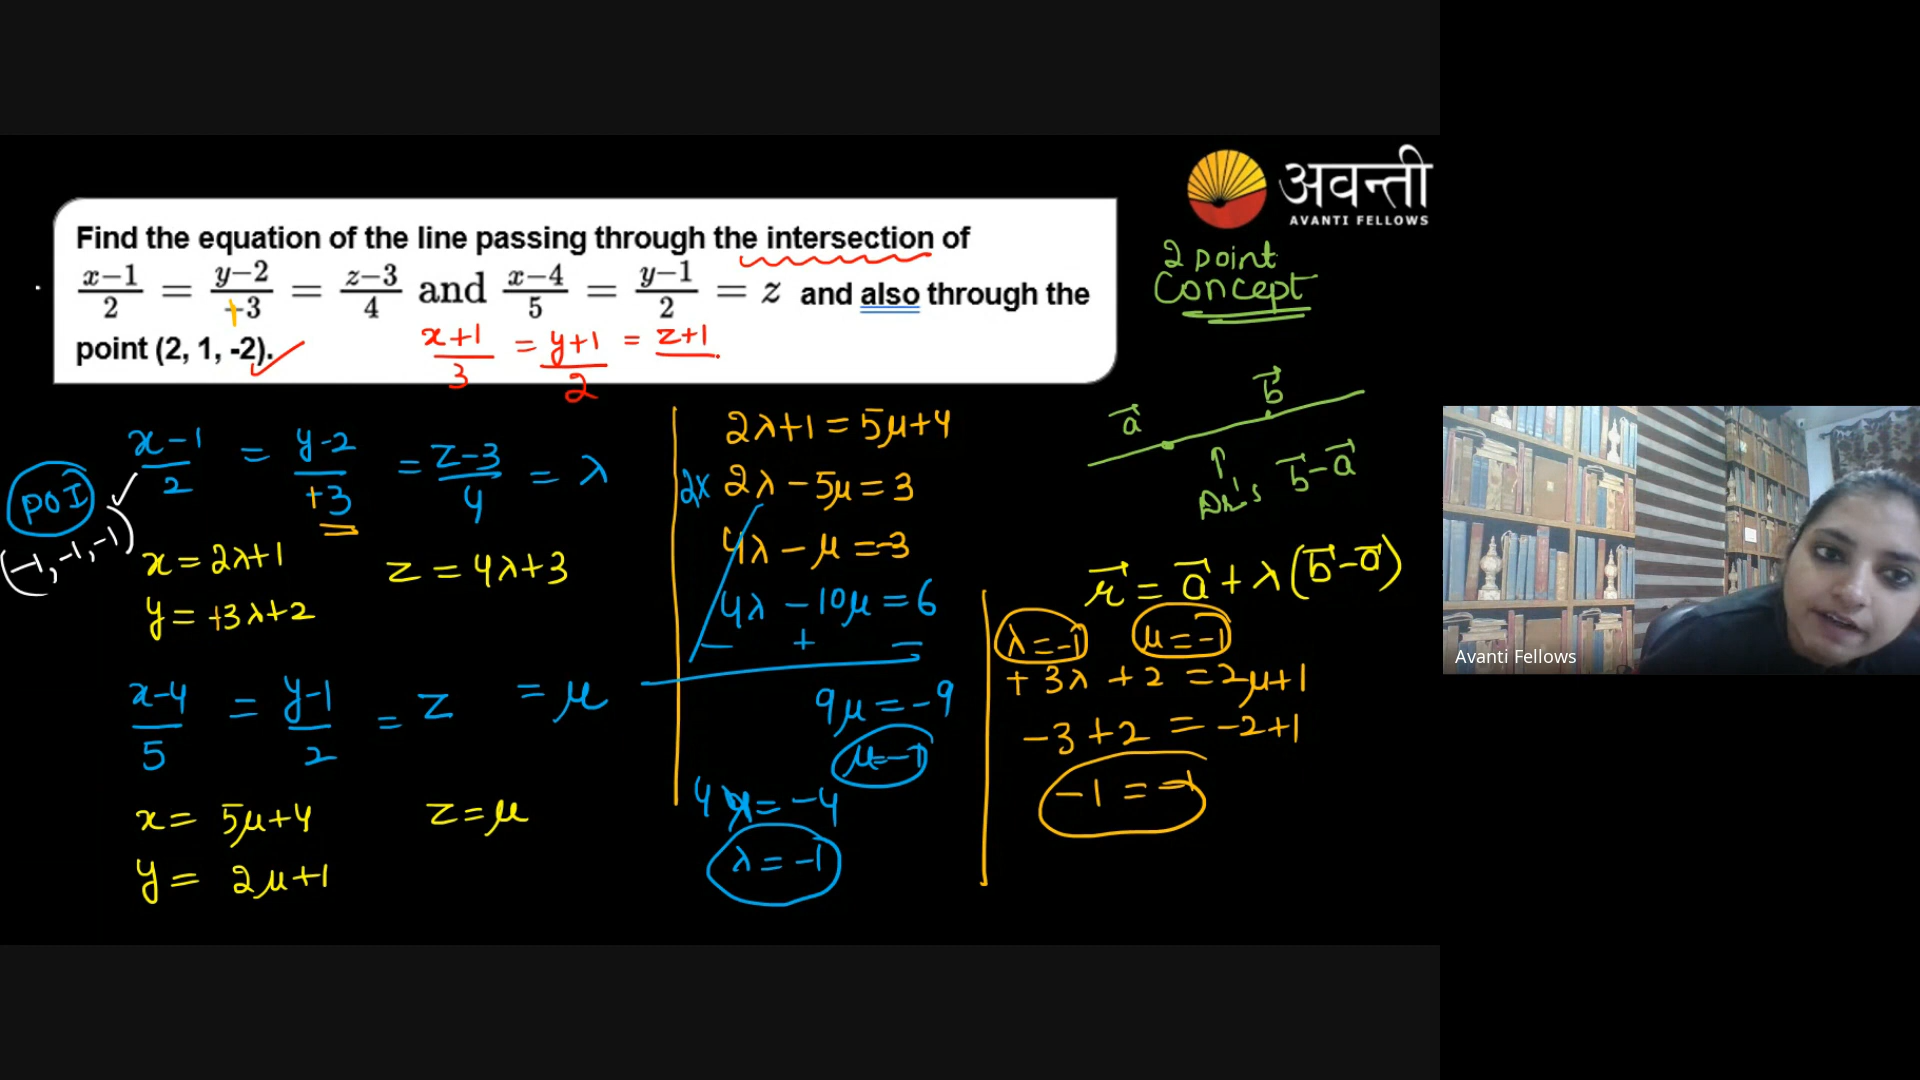 अवन्ती
AVANTI FELLOWS
Find the equation of the line passing through the intersection of
x−1/2 = y−2/+3 = z−3/4 and x−4/5 = y−1/2 = z and also through the
point (2, 1, -2).
x+1/3 = y+1/2 = z+1
2 point
Concept
POI
(-1, -1, -1)
x-1/2 = y-2/+3 = z-3/4 = λ
x = 2λ+1
z = 4λ+3
y = +3λ+2
x-4/5 = y-1/2 = z = μ
x = 5μ+4
z = μ
y = 2μ+1
2λ+1 = 5μ+4
2x 2λ - 5μ = 3
4λ - μ = -3
4λ - 10μ = 6
- + =
9μ = -9
μ = -1
= -4
λ = -1
a⃗
b⃗
Dr's b⃗-a⃗
r⃗ = a⃗ + λ(b⃗-a⃗)
λ = -1 μ = -1
+3λ + 2 = 2μ+1
-3+2 = -2+1
-1 = -1
Avanti Fellows